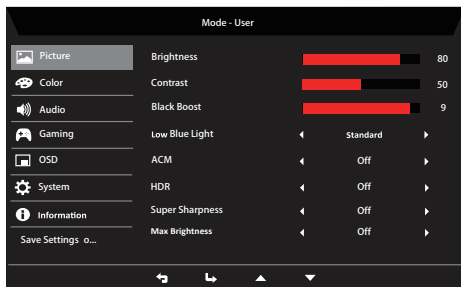 Mode - User
Picture
Color
Audio
Gaming
OSD
System
Information
Save Settings o...
Brightness 80
Contrast 50
Black Boost 9
Low Blue Light Standard
ACM Off
HDR Off
Super Sharpness Off
Max Brightness Off